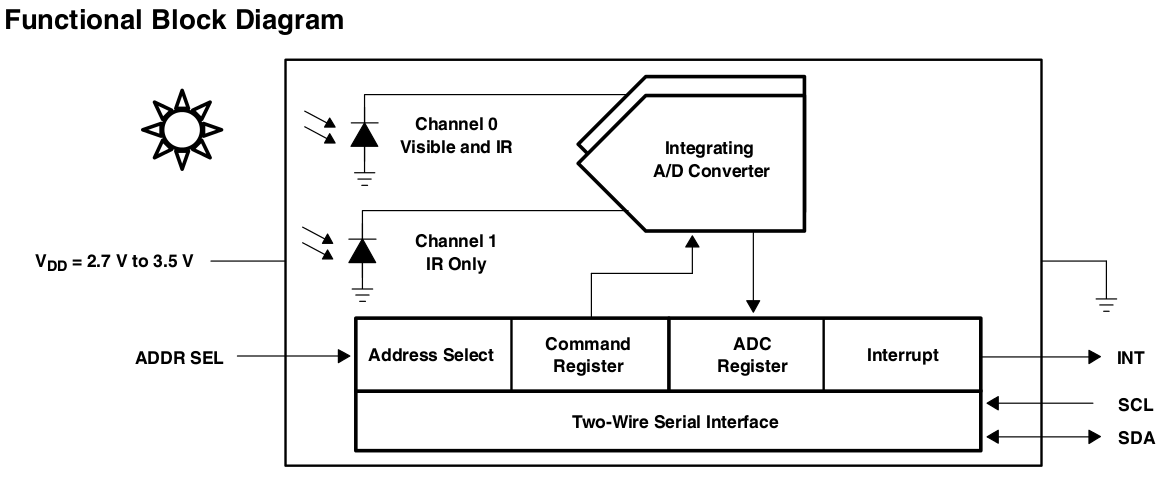 Functional Block Diagram
Channel 0
Visible and IR
Integrating
A/D Converter
Channel 1
IR Only
VDD = 2.7 V to 3.5 V
ADDR SEL
Address Select
Command
Register
ADC
Register
Interrupt
INT
Two-Wire Serial Interface
SCL
SDA